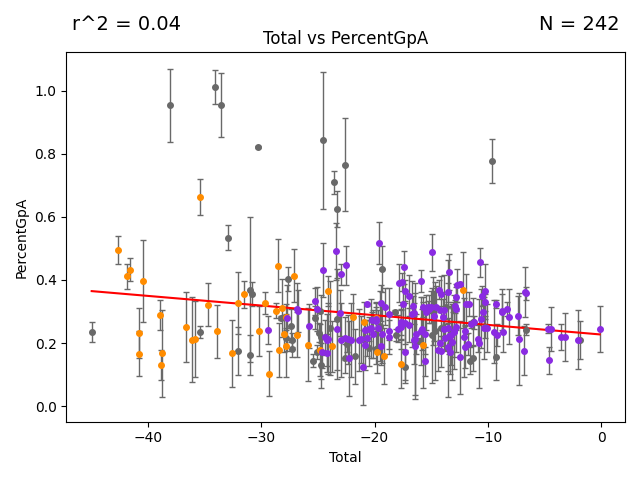 r^2 = 0.04
N = 242
Total vs PercentGpA
PercentGpA
1.0
0.8
0.6
0.4
0.2
0.0
−40
−30
−20
−10
0
Total